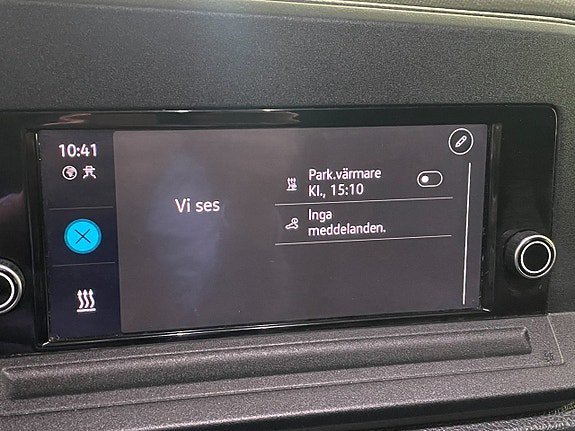 10:41
Vi ses
Park.värmare
Kl., 15:10
Inga
meddelanden.